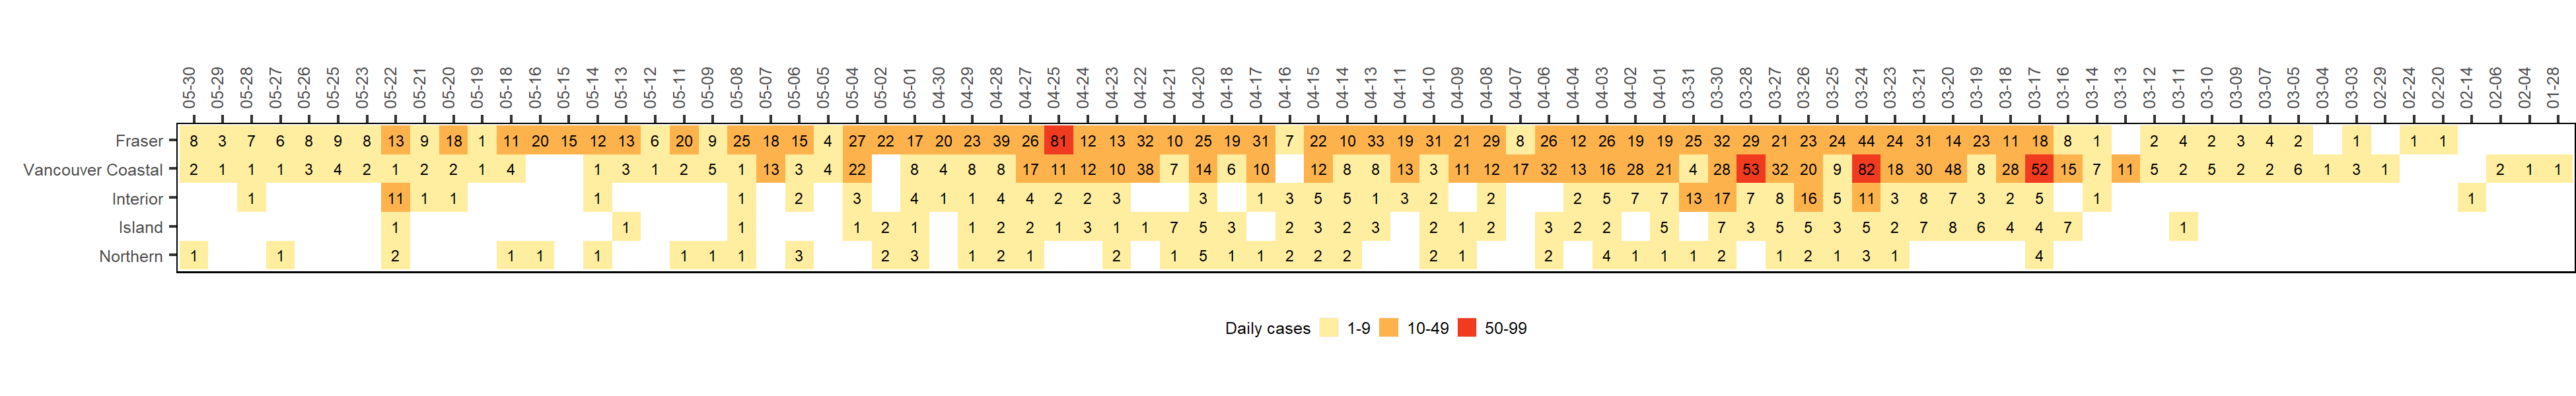 05-30 05-29 05-28 05-27 05-26 05-25 05-23 05-22 05-21 05-20 05-19 05-18 05-16 05-15 05-14 05-13 05-12 05-11 05-09 05-08 05-07 05-06 05-05 05-04 05-02 05-01 04-30 04-29 04-28 04-27 04-25 04-24 04-23 04-22 04-21 04-20 04-18 04-17 04-16 04-15 04-14 04-13 04-11 04-10 04-09 04-08 04-07 04-06 04-04 04-03 04-02 04-01 03-31 03-30 03-28 03-27 03-26 03-25 03-24 03-23 03-21 03-20 03-19 03-18 03-17 03-16 03-14 03-13 03-12 03-11 03-10 03-09 03-07 03-05 03-04 03-03 02-29 02-24 02-20 02-14 02-06 02-04 01-28
Fraser 8 3 7 6 8 9 8 13 9 18 1 11 20 15 12 13 6 20 9 25 18 15 4 27 22 17 20 23 39 26 81 12 13 32 10 25 19 31 7 22 10 33 19 31 21 29 8 26 12 26 19 19 25 32 29 21 23 24 44 24 31 14 23 11 18 8 1 2 4 2 3 4 2 1 1 1
Vancouver Coastal 2 1 1 1 3 4 2 1 2 2 1 4 1 3 1 2 5 1 13 3 4 22 8 4 8 8 17 11 12 10 38 7 14 6 10 12 8 8 13 3 11 12 17 32 13 16 28 21 4 28 53 32 20 9 82 18 30 48 8 28 52 15 7 11 5 2 5 2 2 6 1 3 1 2 1 1
Interior 1 11 1 1 1 1 2 3 4 1 1 4 4 2 2 3 3 1 3 5 5 1 3 2 2 2 5 7 7 13 17 7 8 16 5 11 3 8 7 3 2 5 1 1
Island 1 1 1 1 2 1 1 2 2 1 3 1 1 7 5 3 2 3 2 3 2 1 2 3 2 2 5 7 3 5 5 3 5 2 7 8 6 4 4 7 1
Northern 1 1 2 1 1 1 1 1 1 3 2 3 1 2 1 2 1 5 1 1 2 2 2 2 1 2 4 1 1 1 2 1 2 1 3 1 4
Daily cases 1-9 10-49 50-99